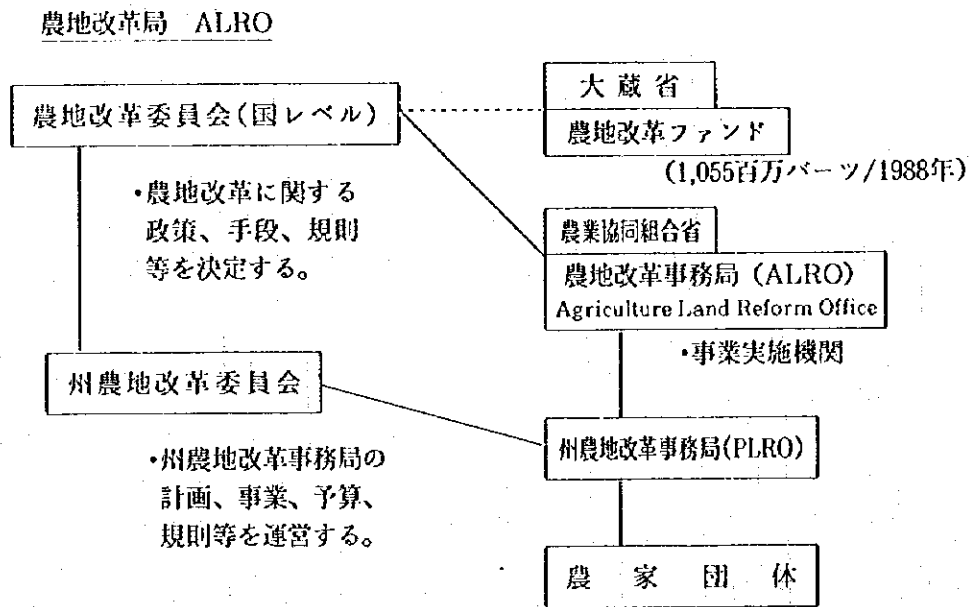 農地改革局 ALRO
農地改革委員会(国レベル)
・農地改革に関する
政策、手段、規則
等を決定する。
州農地改革委員会
・州農地改革事務局の
計画、事業、予算、
規則等を運営する。
大蔵省
農地改革ファンド
(1,055百万バーツ/1988年)
農業協同組合省
農地改革事務局(ALRO)
Agriculture Land Reform Office
・事業実施機関
州農地改革事務局(PLRO)
農家団体